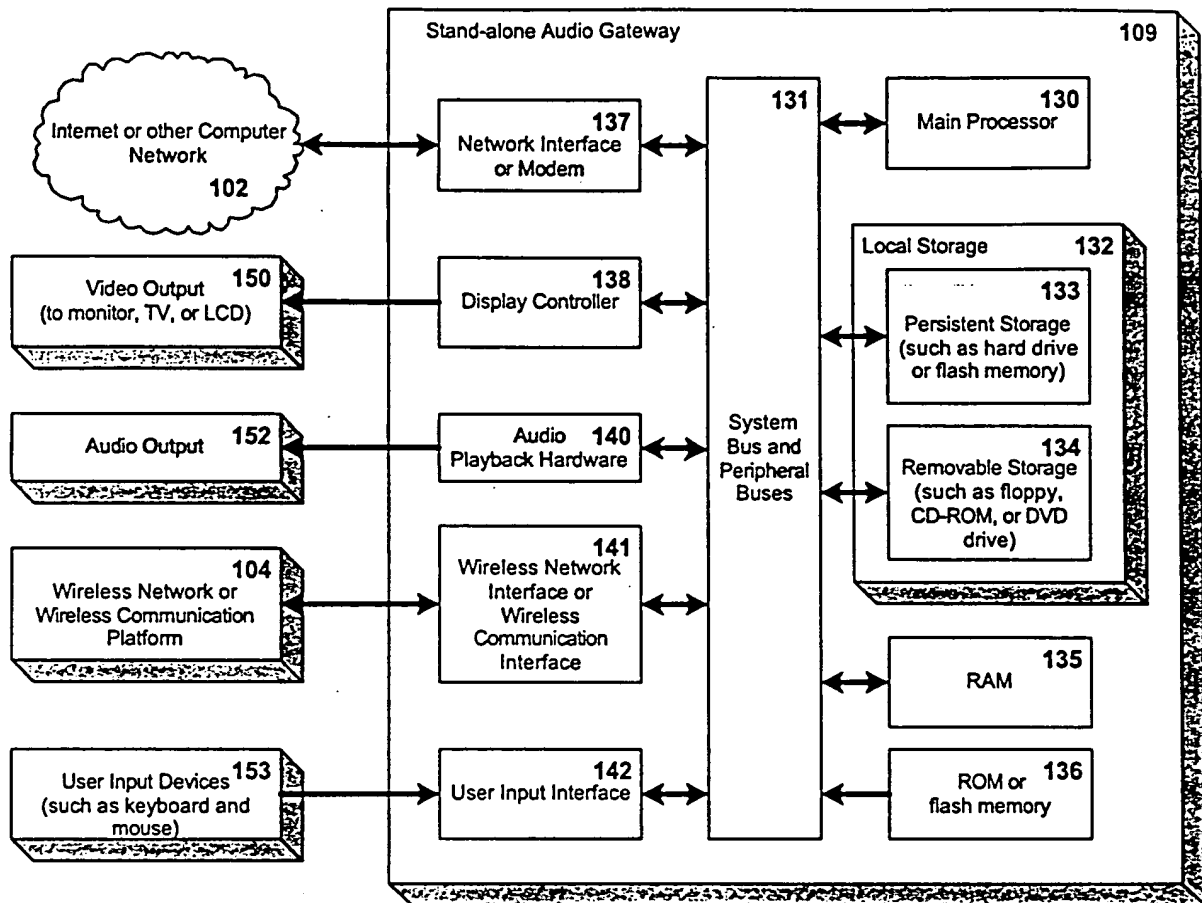 Stand-alone Audio Gateway
109
Internet or other Computer
Network
102
137
Network Interface
or Modem
131
System
Bus and
Peripheral
Buses
130
Main Processor
150
Video Output
(to monitor, TV, or LCD)
138
Display Controller
Local Storage
132
133
Persistent Storage
(such as hard drive
or flash memory)
134
Removable Storage
(such as floppy,
CD-ROM, or DVD
drive)
152
Audio Output
140
Audio
Playback Hardware
104
Wireless Network or
Wireless Communication
Platform
141
Wireless Network
Interface or
Wireless
Communication
Interface
135
RAM
153
User Input Devices
(such as keyboard and
mouse)
142
User Input Interface
136
ROM or
flash memory